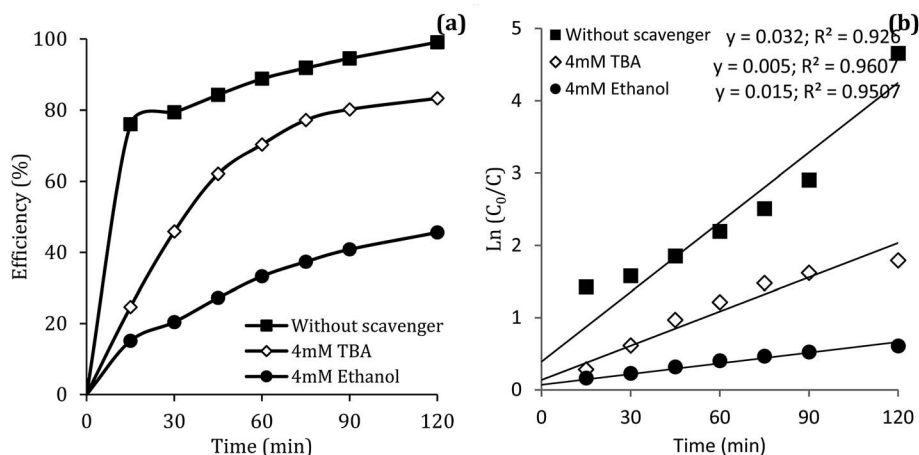 (a)
100
80
60
40
20
0
Efficiency (%)
0 30 60 90 120
Time (min)
Without scavenger
4mM TBA
4mM Ethanol
(b)
Without scavenger y = 0.032; R² = 0.926
4mM TBA y = 0.005; R² = 0.9607
4mM Ethanol y = 0.015; R² = 0.9507
5
4
3
2
1
0
Ln (C₀/C)
0 30 60 90 120
Time (min)